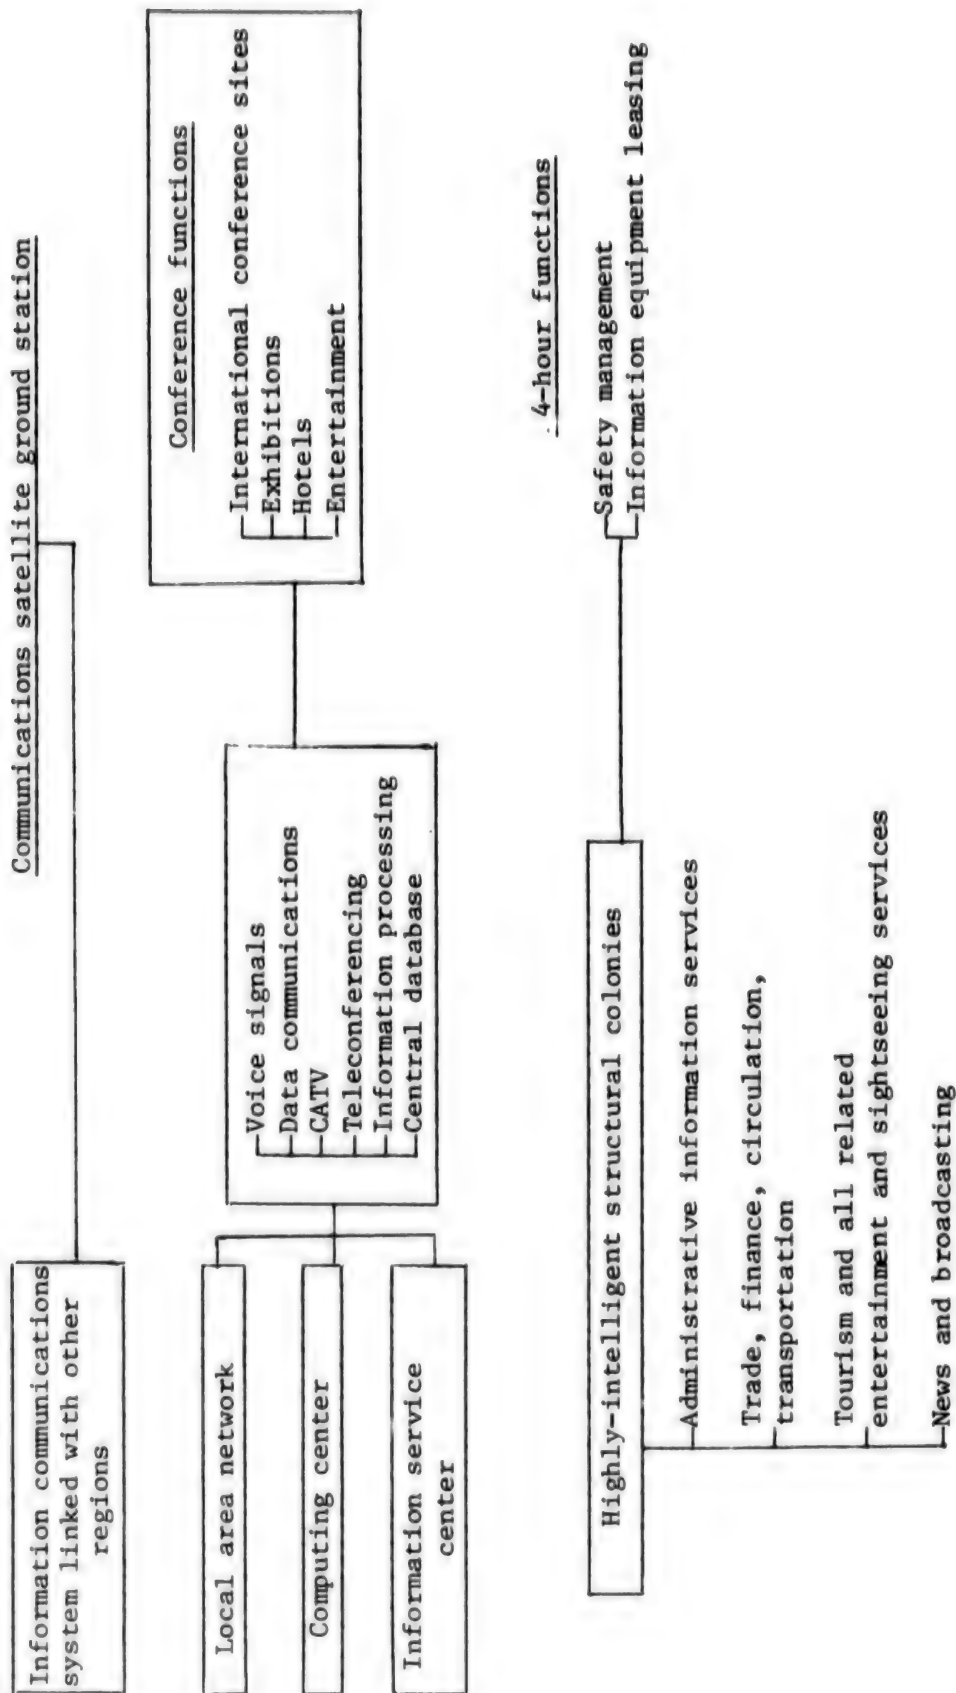 Communications satellite ground station
Information communications
system linked with other
regions
Conference functions
International conference sites
Exhibitions
Hotels
Entertainment
Voice signals
Data communications
CATV
Teleconferencing
Information processing
Central database
Local area network
Computing center
Information service
center
4-hour functions
Safety management
Information equipment leasing
Highly-intelligent structural colonies
Administrative information services
Trade, finance, circulation,
transportation
Tourism and all related
entertainment and sightseeing services
News and broadcasting